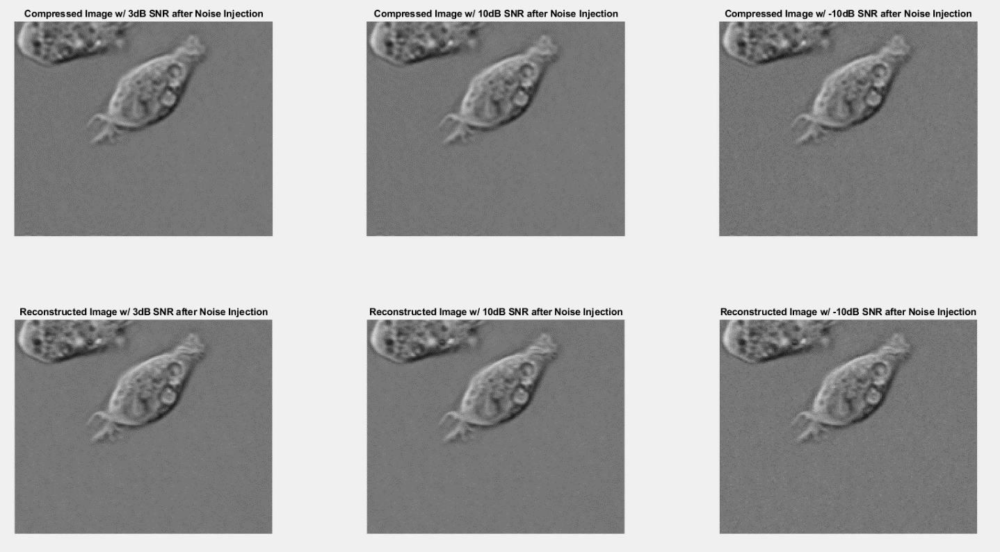 Compressed Image w/ 3dB SNR after Noise Injection
Compressed Image w/ 10dB SNR after Noise Injection
Compressed Image w/ -10dB SNR after Noise Injection
Reconstructed Image w/ 3dB SNR after Noise Injection
Reconstructed Image w/ 10dB SNR after Noise Injection
Reconstructed Image w/ -10dB SNR after Noise Injection